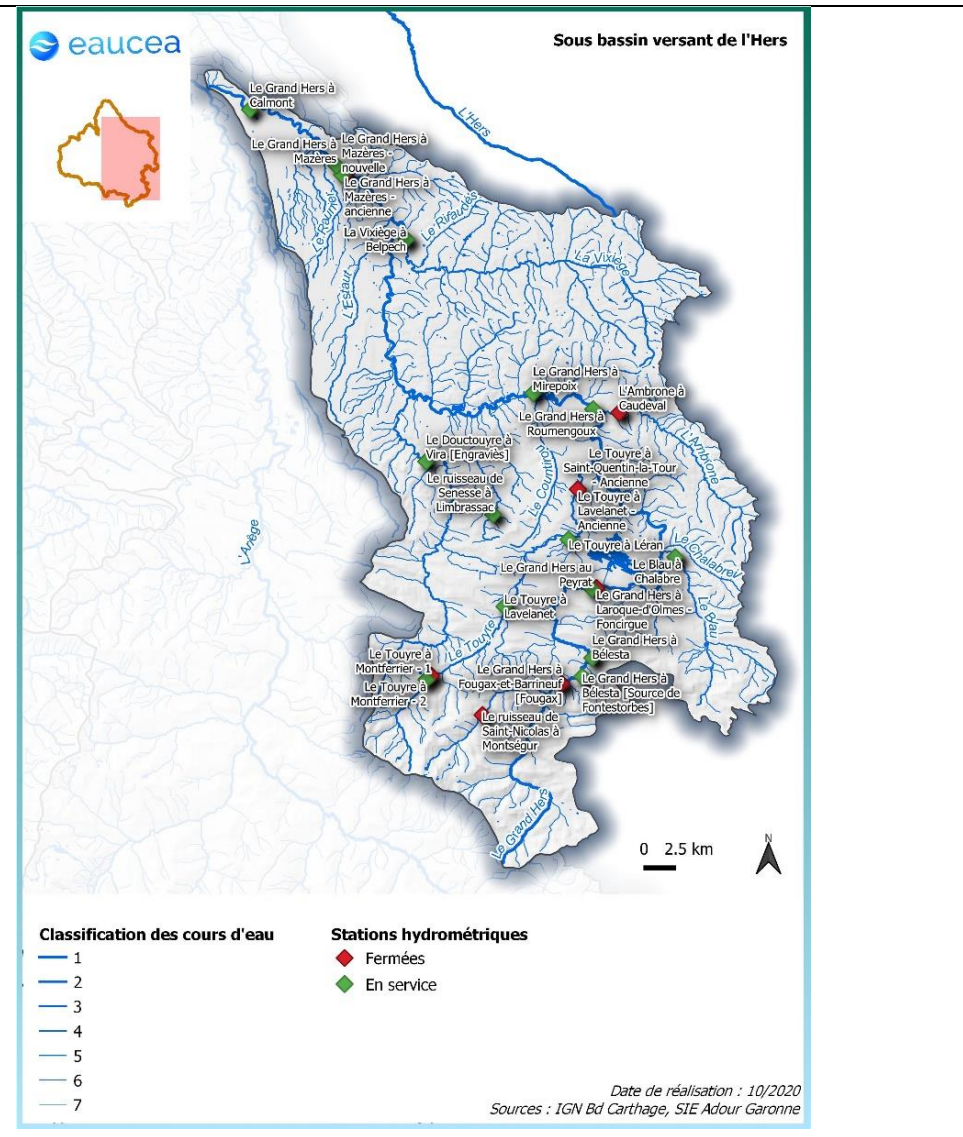 eaucea
Sous bassin versant de l'Hers
Le Grand Hers à
Calmont
L'Hers
Le Grand Hers à
Mazères
Le Grand Hers à
Mazères -
nouvelle
Le Grand Hers à
Mazères -
ancienne
Le Raunier
Le Rifaudès
La Vixiège à
Belpech
La Vixiège
L'Estaut
Le Grand Hers à
Mirepoix
L'Ambrone à
Caudeval
Le Grand Hers à
Roumengoux
L'Ambrone
Le Douctouyre à
Vira [Engraviès]
Le Touyre à
Saint-Quentin-la-Tour
- Ancienne
Le ruisseau de
Senesse à
Limbrassac
Le Touyre à
Lavelanet -
Ancienne
L'Ariège
Le Touyre à Léran
Le Chalabreil
Le Grand Hers au
Peyrat
Le Blau à
Chalabre
Le Touyre à
Lavelanet
Le Grand Hers à
Laroque-d'Olmes -
Foncirgue
Le Blau
Le Touyre
Le Grand Hers à
Bélesta
Le Touyre à
Montferrier - 1
Le Touyre à
Montferrier - 2
Le Grand Hers à
Fougax-et-Barrineuf
[Fougax]
Le Grand Hers à
Bélesta [Source de
Fontestorbes]
Le ruisseau de
Saint-Nicolas à
Montségur
Le Grand Hers
0 2.5 km
N
Classification des cours d'eau
1
2
3
4
5
6
7
Stations hydrométriques
Fermées
En service
Date de réalisation : 10/2020
Sources : IGN Bd Carthage, SIE Adour Garonne